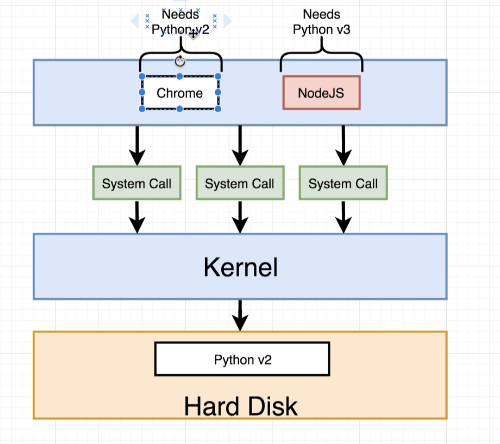 Needs
Python v2
Needs
Python v3
Chrome
NodeJS
System Call
System Call
System Call
Kernel
Python v2
Hard Disk